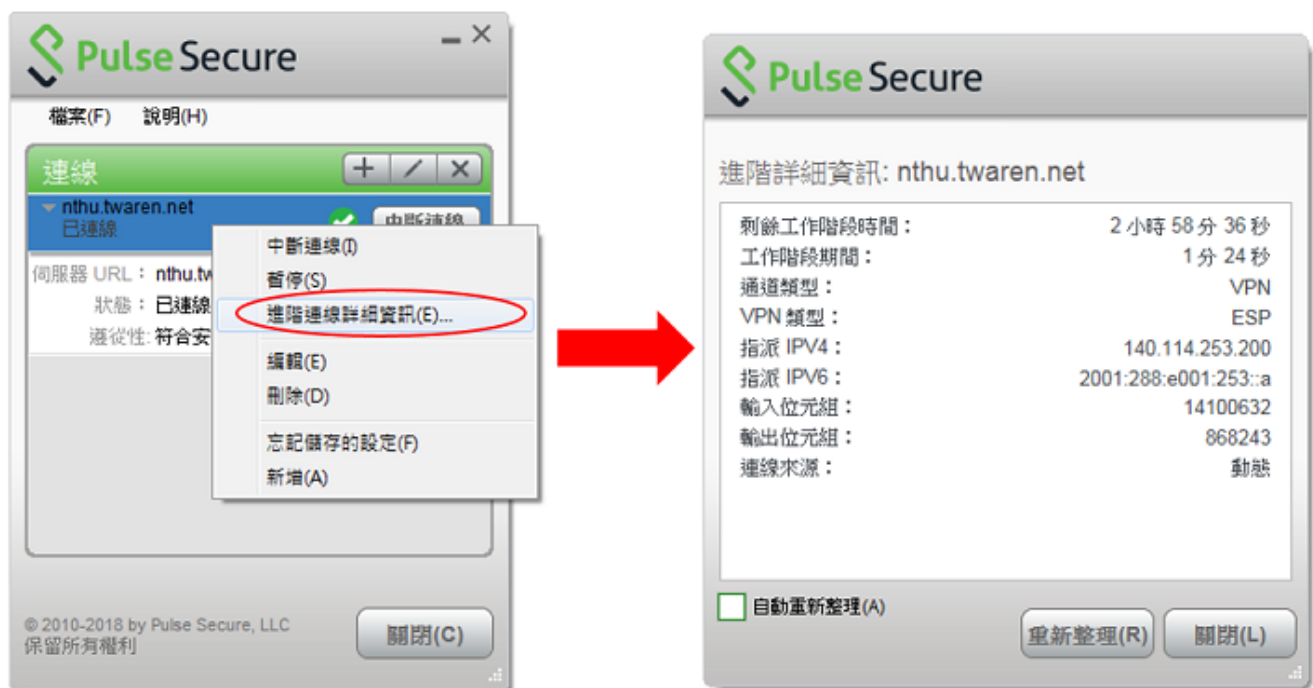 Pulse Secure
檔案(F) 說明(H)
連線
nthu.twaren.net
已連線
中斷連線
伺服器 URL： nthu.tw
狀態： 已連線
遵從性: 符合安
中斷連線(I)
暫停(S)
進階連線詳細資訊(E)...
編輯(E)
刪除(D)
忘記儲存的設定(F)
新增(A)
© 2010-2018 by Pulse Secure, LLC
保留所有權利
關閉(C)
Pulse Secure
進階詳細資訊: nthu.twaren.net
剩餘工作階段時間： 2 小時 58 分 36 秒
工作階段期間： 1 分 24 秒
通道類型： VPN
VPN 類型： ESP
指派 IPV4： 140.114.253.200
指派 IPV6： 2001:288:e001:253::a
輸入位元組： 14100632
輸出位元組： 868243
連線來源： 動態
自動重新整理(A)
重新整理(R) 關閉(L)